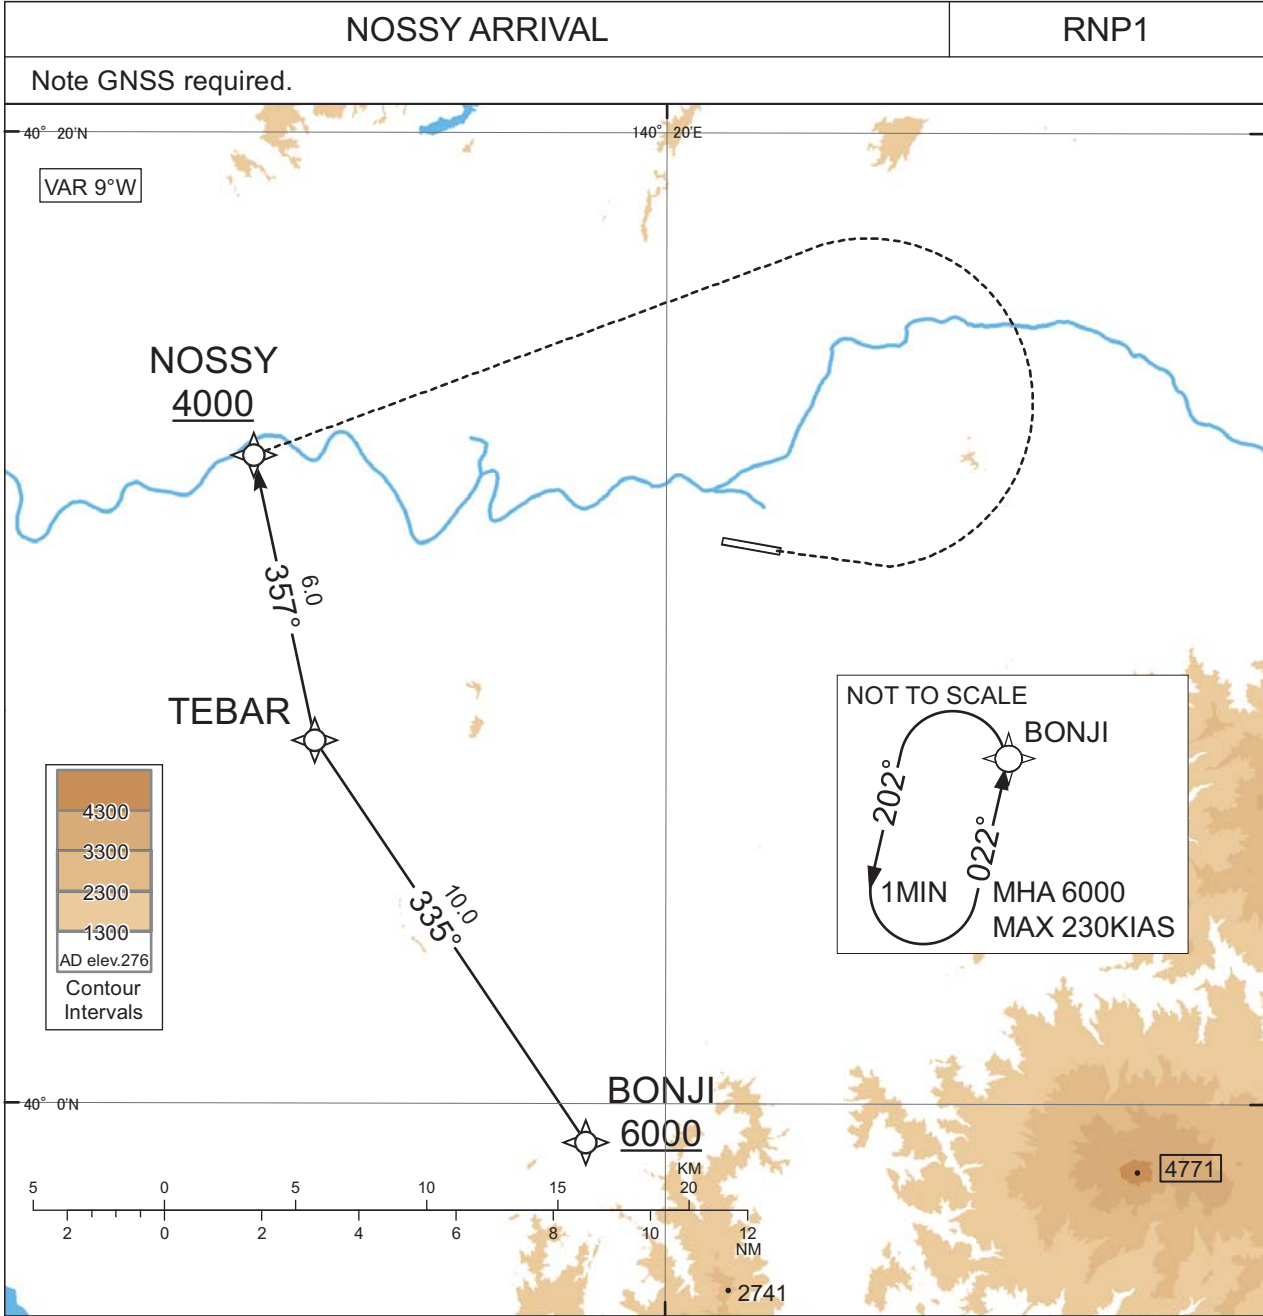 NOSSY ARRIVAL
RNP1
Note GNSS required.
40° 20'N
140° 20'E
VAR 9°W
NOSSY
4000
6.0
357°
TEBAR
NOT TO SCALE
BONJI
202°
022°
1MIN
MHA 6000
MAX 230KIAS
4300
3300
2300
1300
AD elev.276
Contour
Intervals
10.0
335°
40° 0'N
BONJI
6000
4771
KM
5 0 5 10 15 20
2 0 2 4 6 8 10 12
NM
2741